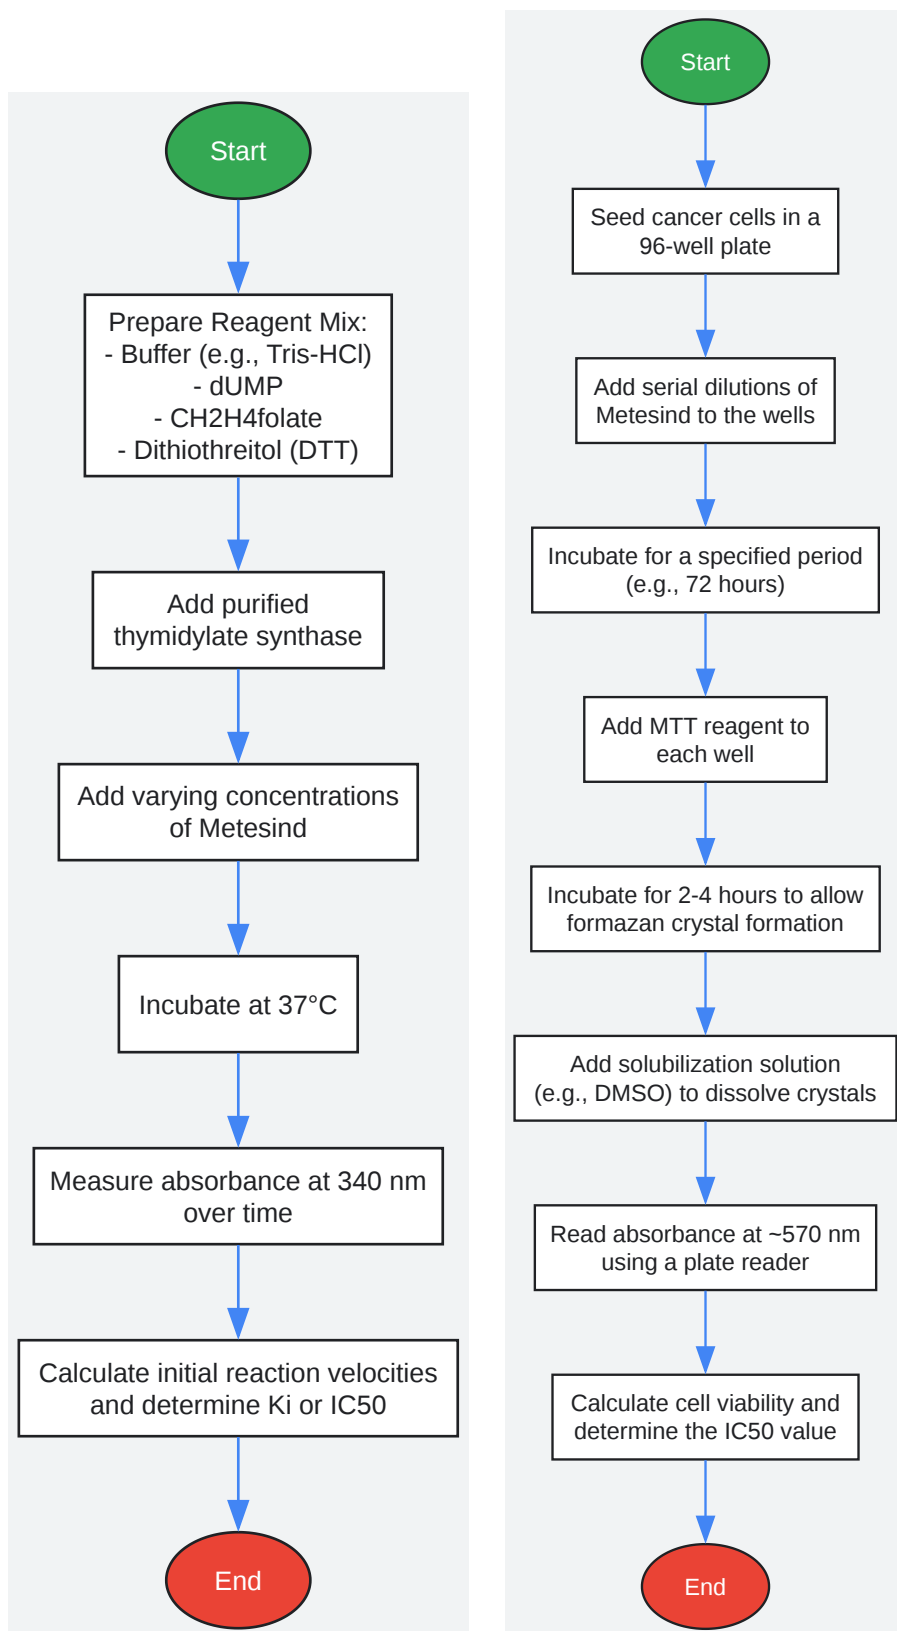 Start
Prepare Reagent Mix:
- Buffer (e.g., Tris-HCl)
- dUMP
- CH2H4folate
- Dithiothreitol (DTT)
Add purified
thymidylate synthase
Add varying concentrations
of Metesind
Incubate at 37°C
Measure absorbance at 340 nm
over time
Calculate initial reaction velocities
and determine Ki or IC50
End
Start
Seed cancer cells in a
96-well plate
Add serial dilutions of
Metesind to the wells
Incubate for a specified period
(e.g., 72 hours)
Add MTT reagent to
each well
Incubate for 2-4 hours to allow
formazan crystal formation
Add solubilization solution
(e.g., DMSO) to dissolve crystals
Read absorbance at ~570 nm
using a plate reader
Calculate cell viability and
determine the IC50 value
End